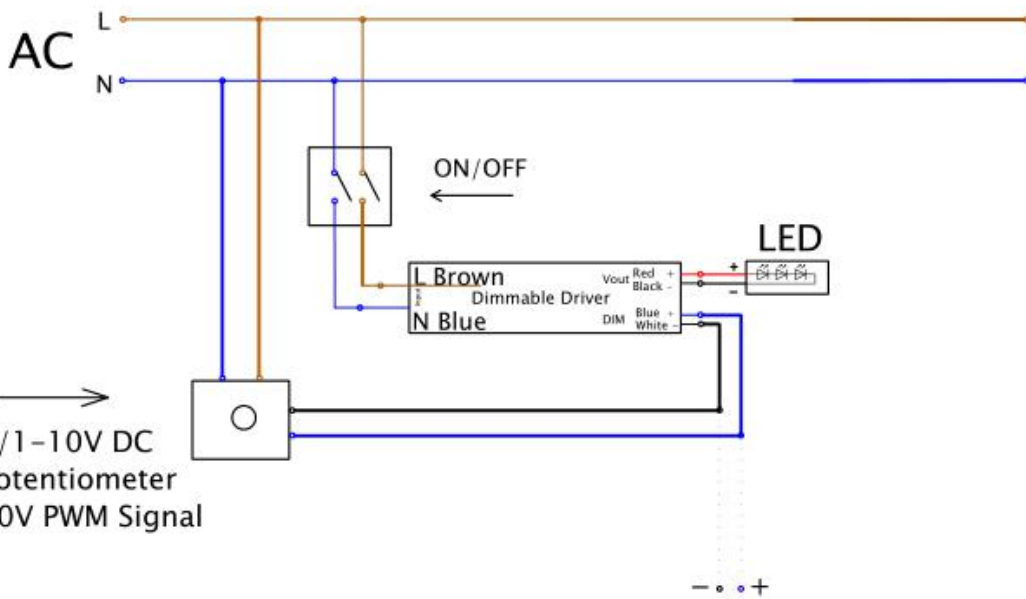 L
AC
N
ON/OFF
LED
L Brown
Input
Dimmable Driver
N Blue
Vout
Red +
Black -
DIM
Blue +
White -
+
-
/1-10V DC
otentiometer
0V PWM Signal
- +